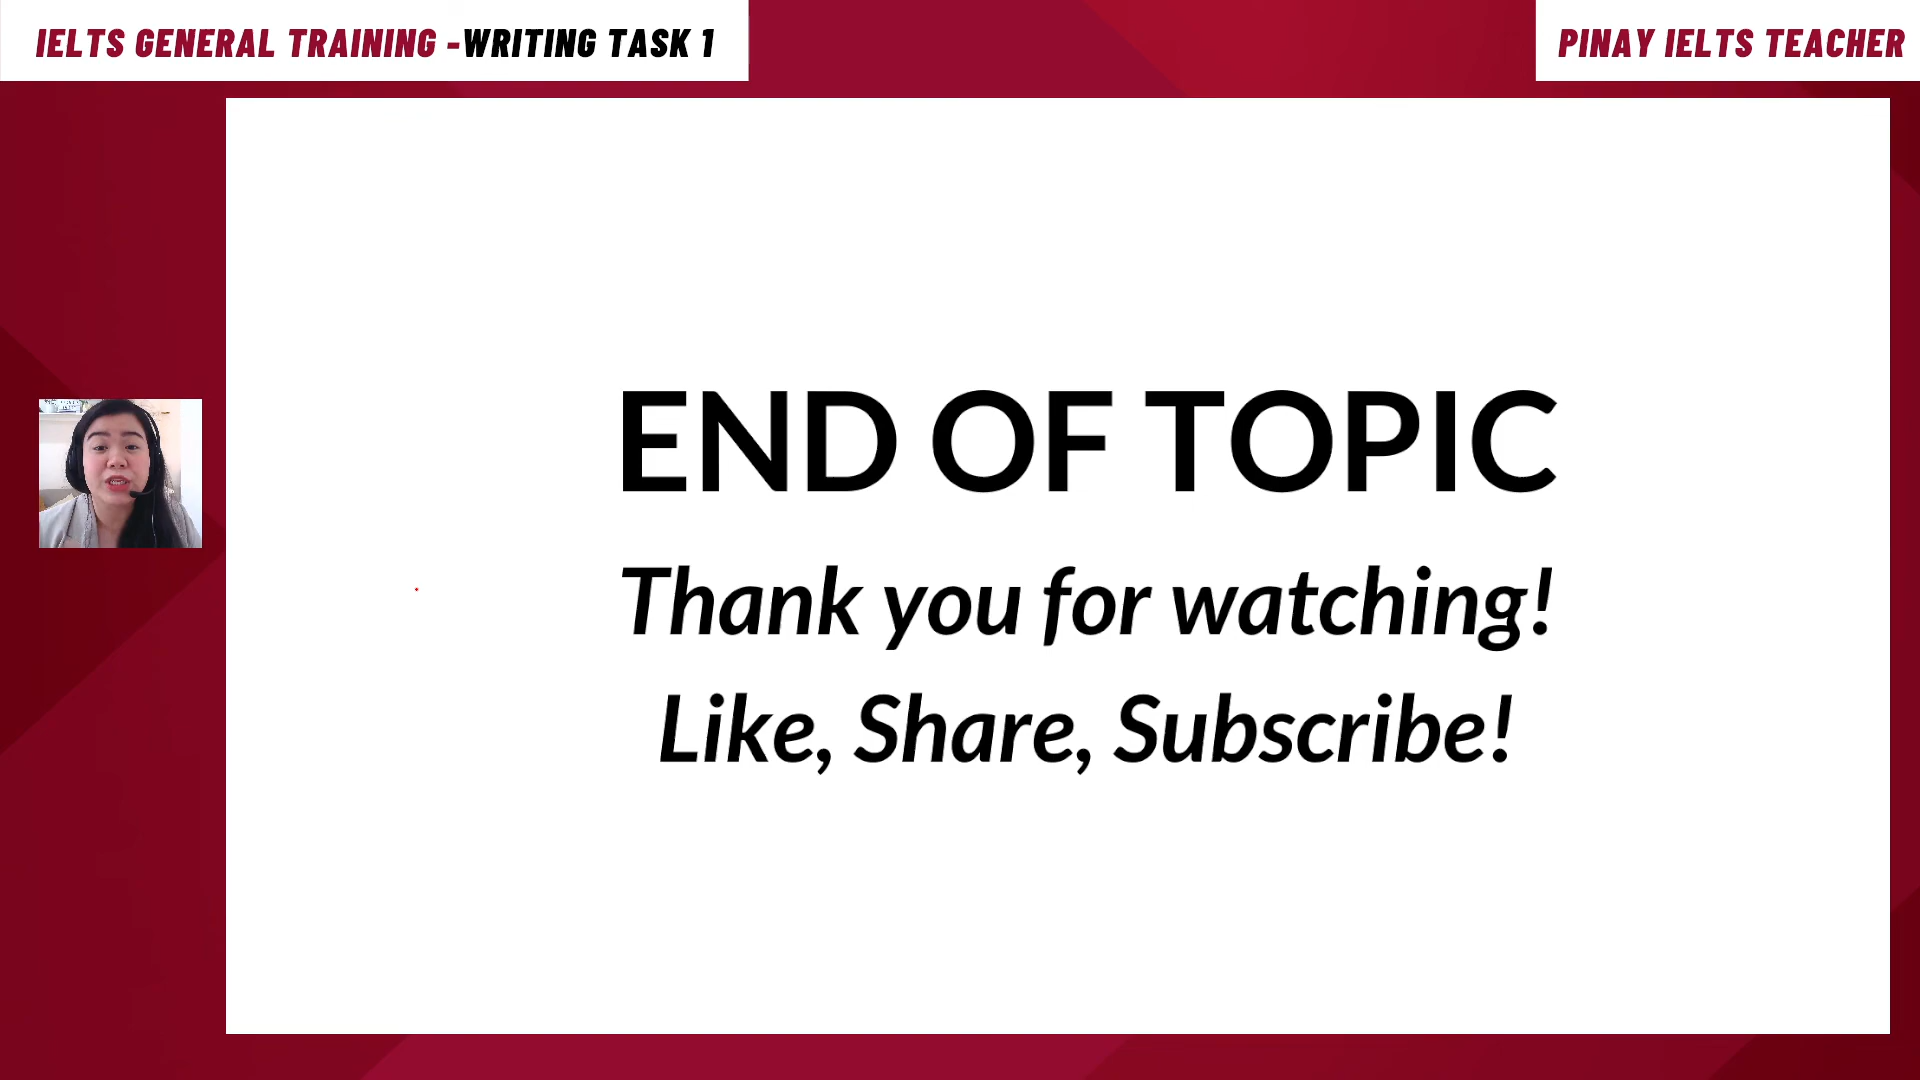 IELTS GENERAL TRAINING -WRITING TASK 1
PINAY IELTS TEACHER
END OF TOPIC
Thank you for watching!
Like, Share, Subscribe!